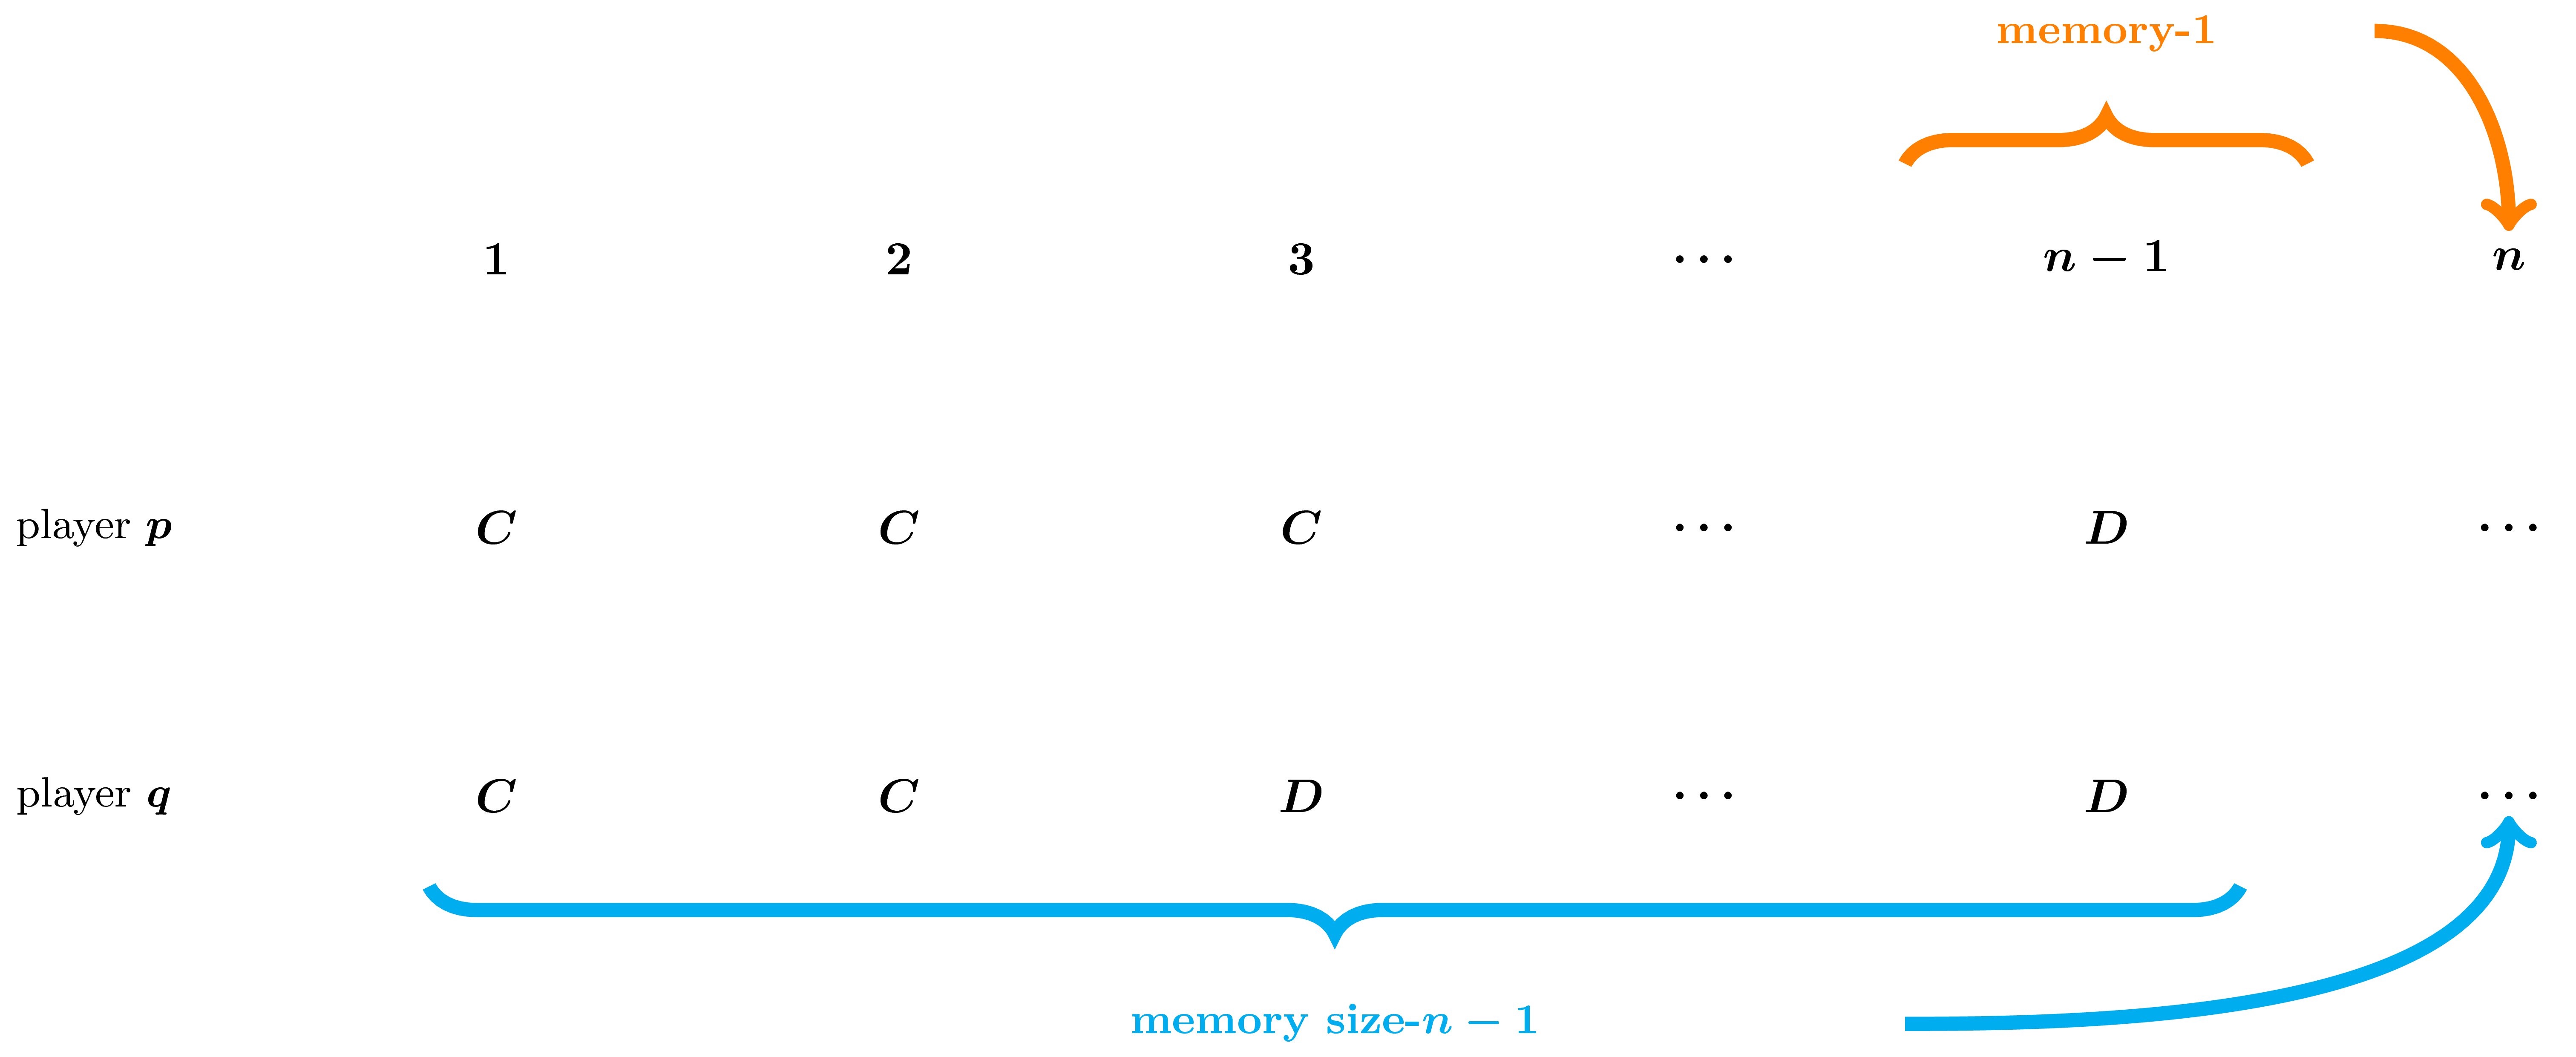 memory-1
1 2 3 ⋯ n − 1 n
player p C C C ⋯ D ⋯
player q C C D ⋯ D ⋯
memory size-n − 1